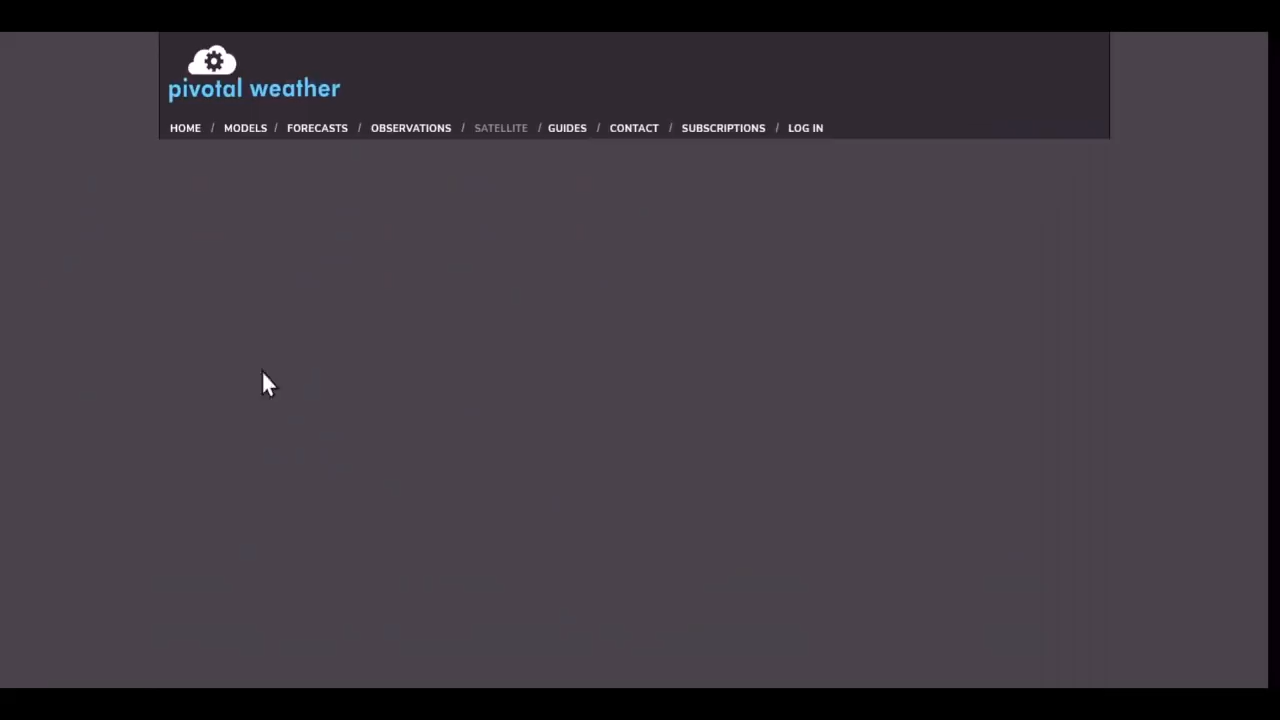 pivotal weather
HOME / MODELS / FORECASTS / OBSERVATIONS / SATELLITE / GUIDES / CONTACT / SUBSCRIPTIONS / LOG IN